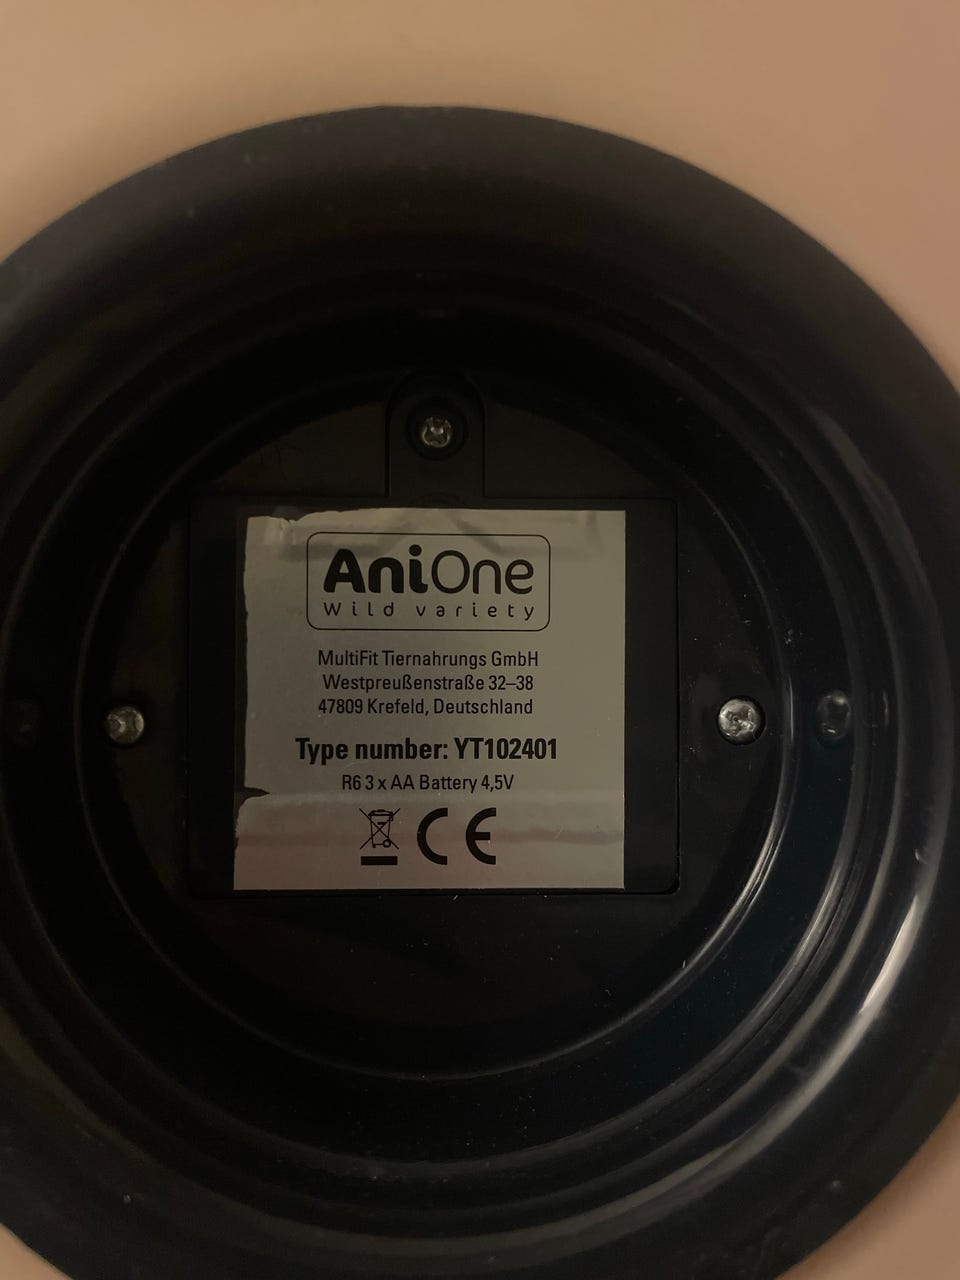 AniOne
Wild variety
MultiFit Tiernahrungs GmbH
Westpreußenstraße 32–38
47809 Krefeld, Deutschland
Type number: YT102401
R6 3 x AA Battery 4,5V
CE